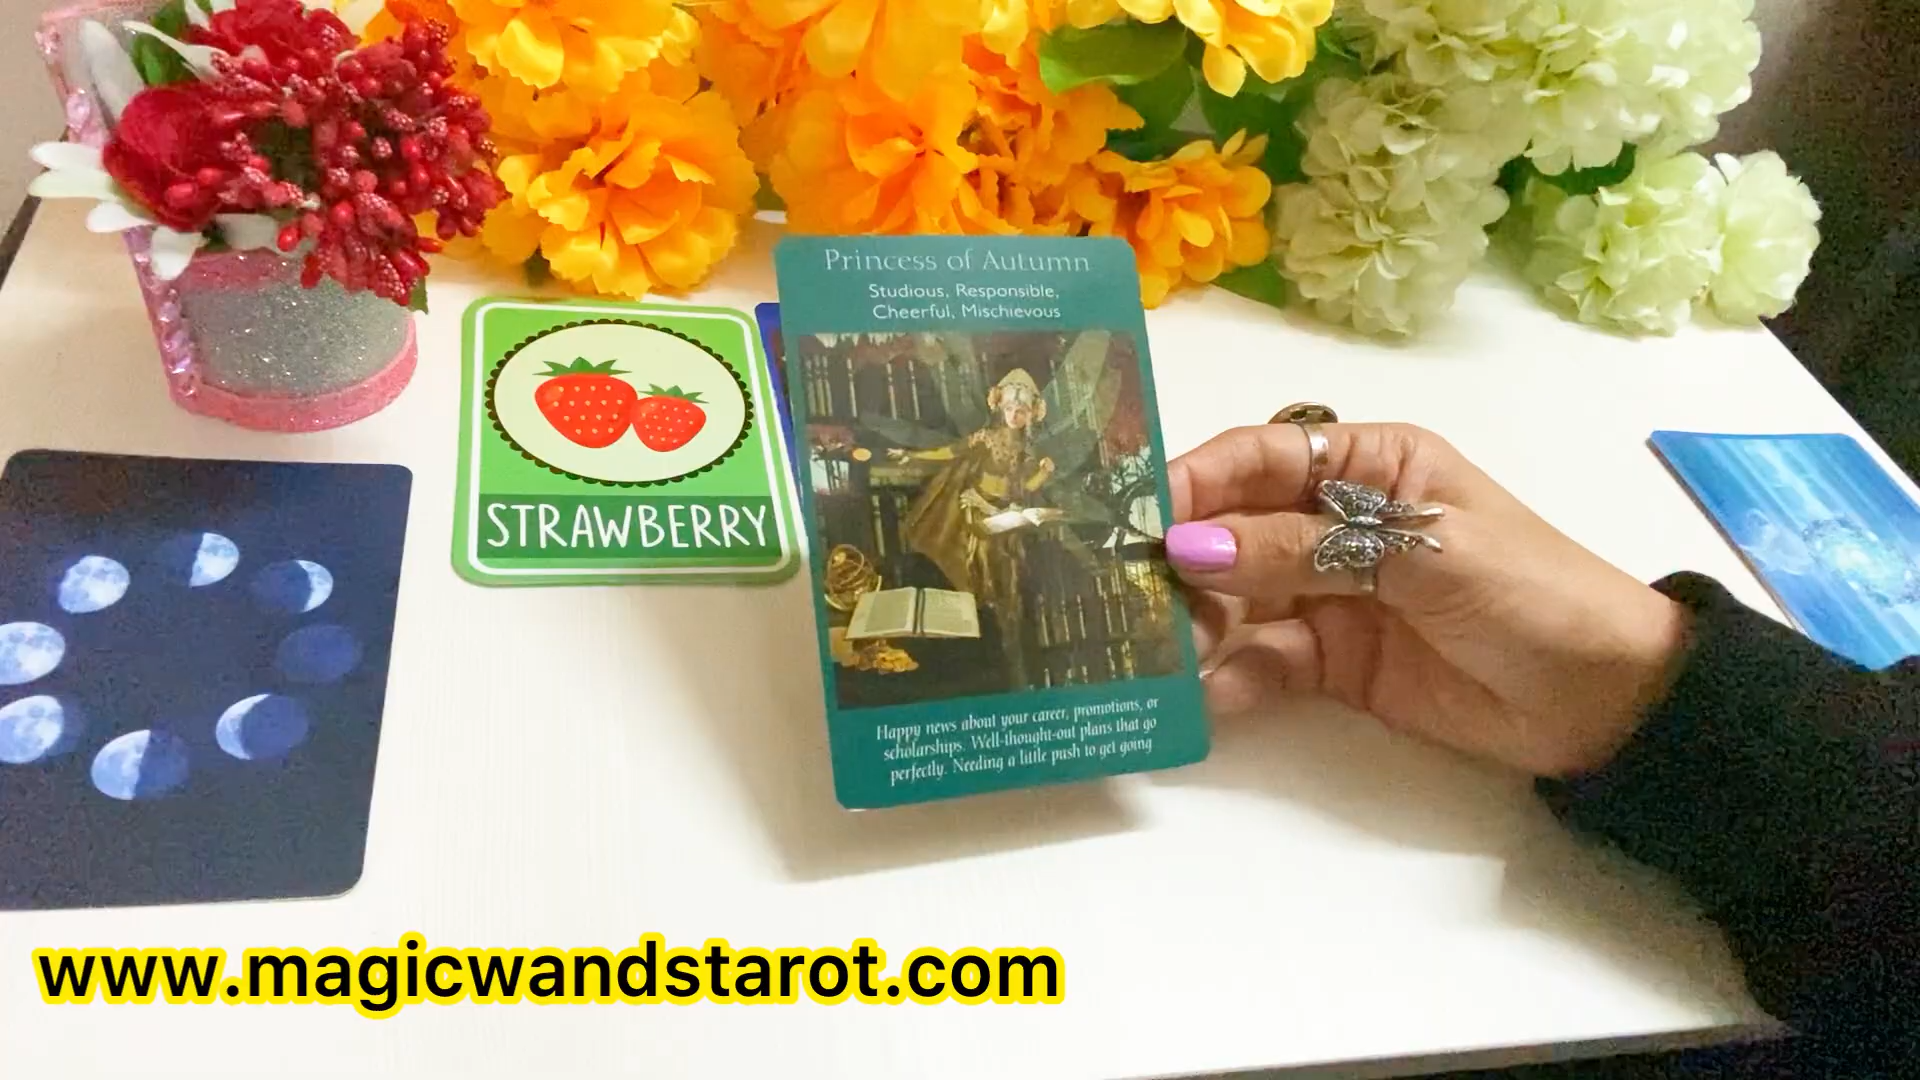 Princess of Autumn
Studious, Responsible,
Cheerful, Mischievous
STRAWBERRY
Happy news about your career, promotions, or
scholarships. Well-thought-out plans that go
perfectly. Needing a little push to get going
www.magicwandstarot.com